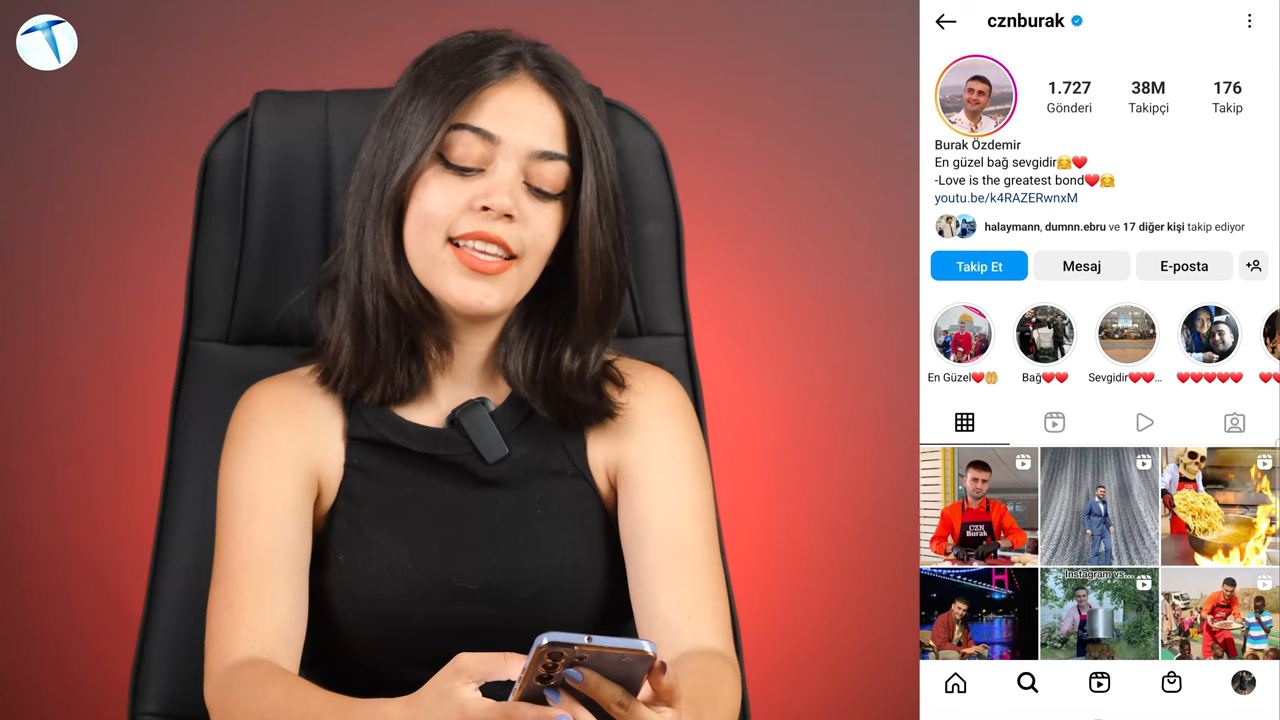 cznburak
1.727
38M
176
Gönderi
Takipçi
Takip
Burak Özdemir
En güzel bağ sevgidir🤗❤️
-Love is the greatest bond❤️🤗
youtu.be/k4RAZERwnxM
halaymann, dumnn.ebru ve 17 diğer kişi takip ediyor
Takip Et
Mesaj
E-posta
En Güzel❤️🤲
Bağ❤️❤️
Sevgidir❤️❤️...
❤️❤️❤️❤️❤️
CZN
Burak
Instagram vs...